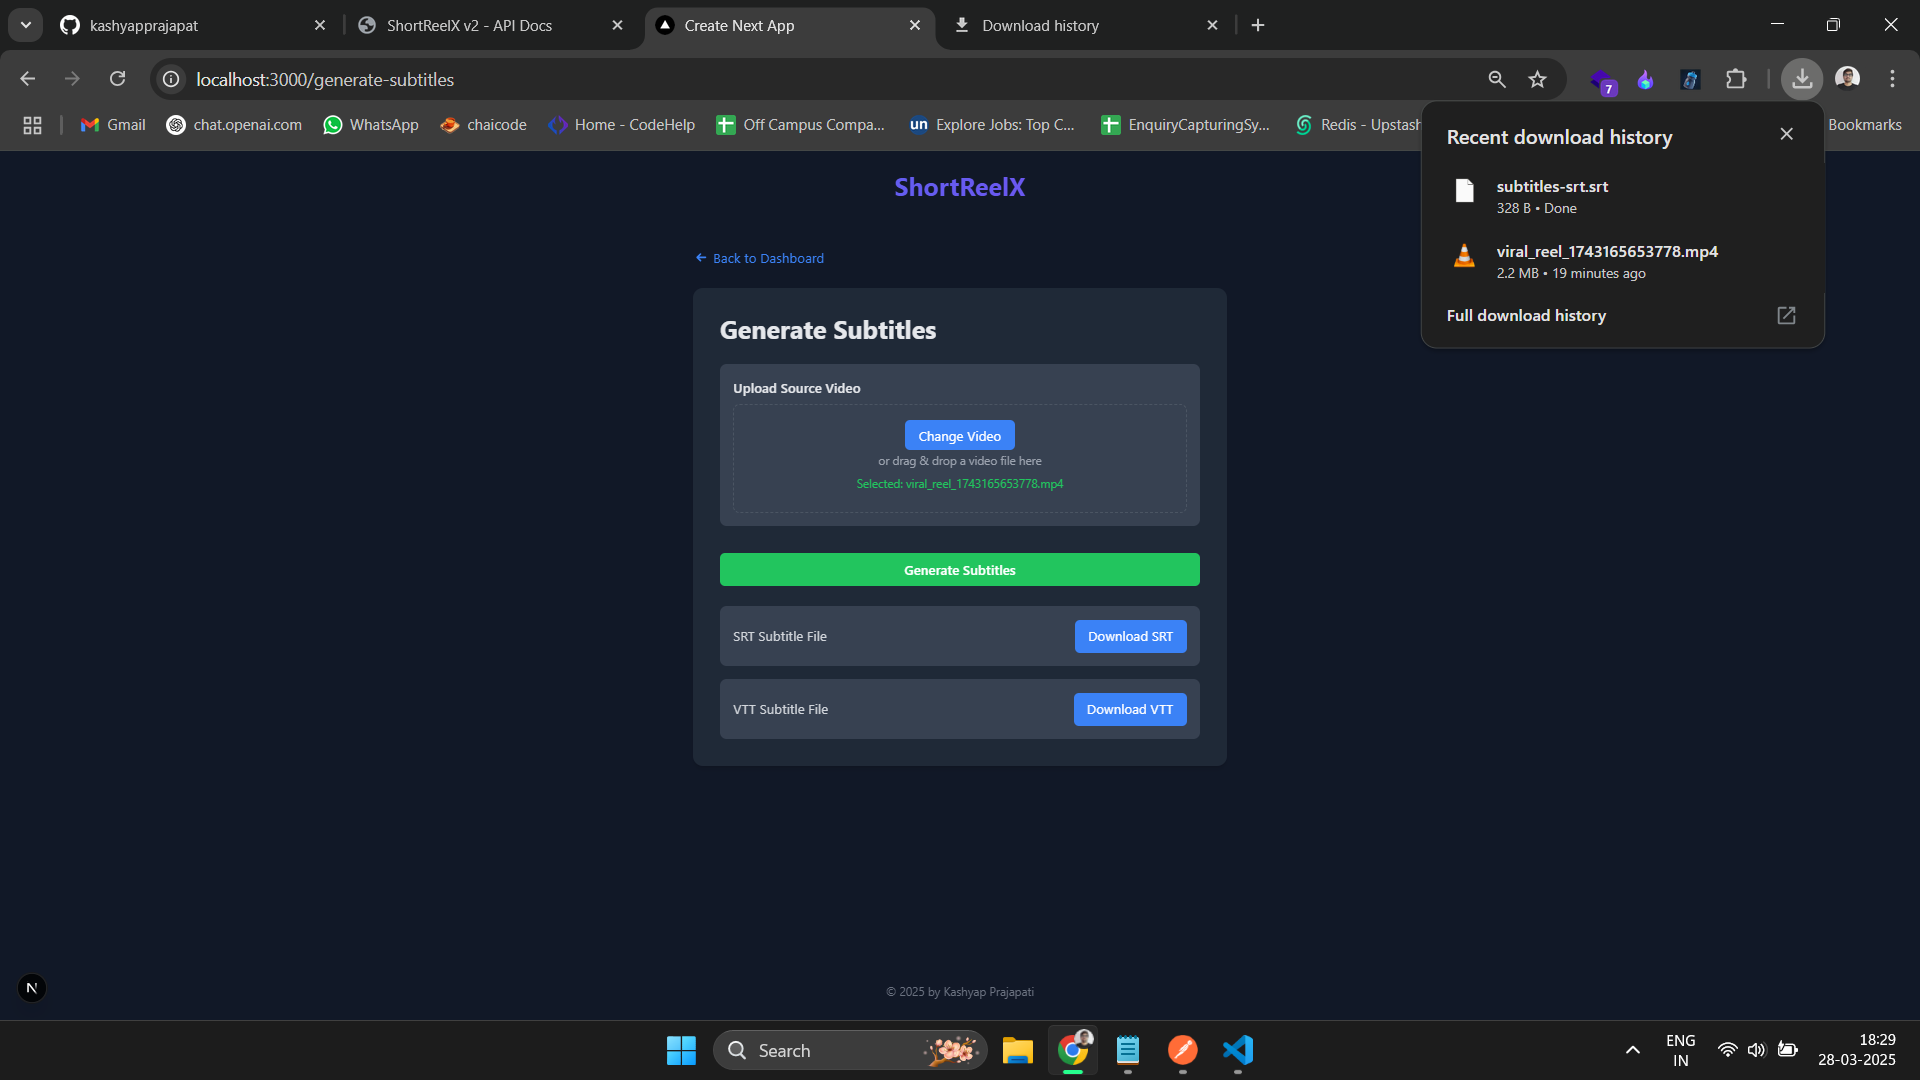 kashyapprajapat
ShortReelX v2 - API Docs
Create Next App
Download history
localhost:3000/generate-subtitles
7
Gmail
chat.openai.com
WhatsApp
chaicode
Home - CodeHelp
Off Campus Compa...
un Explore Jobs: Top C...
EnquiryCapturingSy...
Redis - Upstash
Bookmarks
Recent download history
subtitles-srt.srt
328 B • Done
viral_reel_1743165653778.mp4
2.2 MB • 19 minutes ago
Full download history
ShortReelX
← Back to Dashboard
Generate Subtitles
Upload Source Video
Change Video
or drag & drop a video file here
Selected: viral_reel_1743165653778.mp4
Generate Subtitles
SRT Subtitle File
Download SRT
VTT Subtitle File
Download VTT
N
© 2025 by Kashyap Prajapati
Search
ENG
IN
18:29
28-03-2025